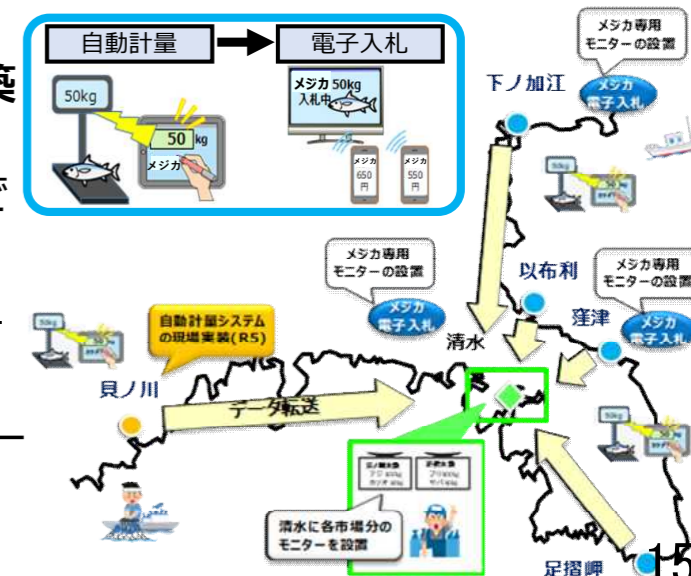 自動計量
電子入札
築
で
50kg
50 kg
メジカ
メジカ 50kg
入札中
メジカ
650
円
メジカ
550
円
メジカ専用
モニターの設置
メジカ
電子入札
下ノ加江
メジカ専用
モニターの設置
メジカ
電子入札
以布利
メジカ専用
モニターの設置
窪津
メジカ
電子入札
清水
自動計量システム
の現場実装(R5)
貝ノ川
データ転送
清水に各市場分の
モニターを設置
足摺岬
15